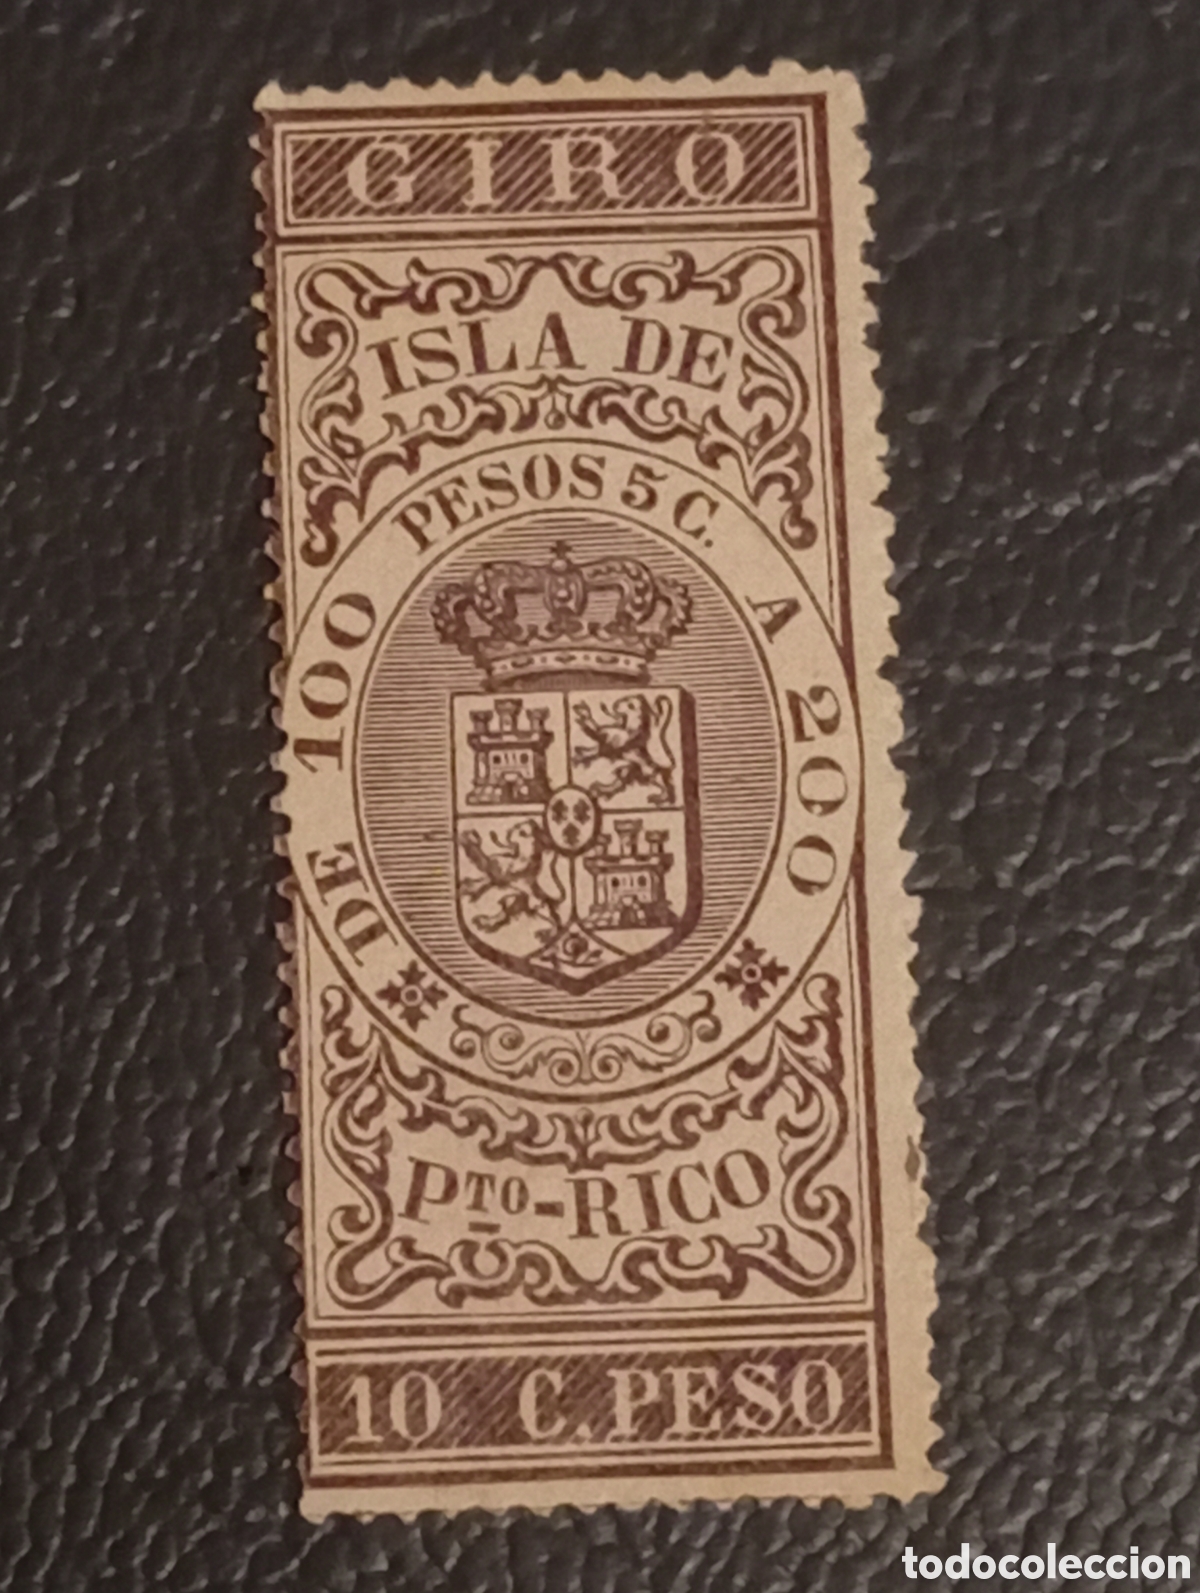 GIRO
ISLA DE
DE 100 PESOS 5 C. A 200
PTO-RICO
10 C. PESO
todocoleccion